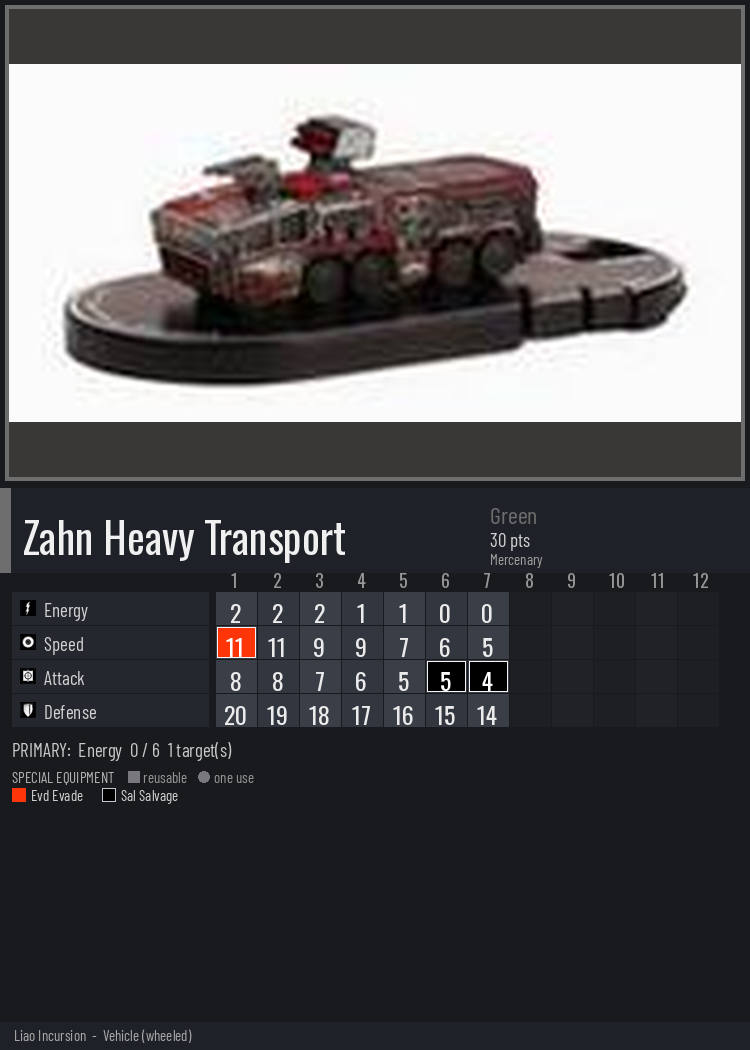 Zahn Heavy Transport
Green
30 pts
Mercenary
1 2 3 4 5 6 7 8 9 10 11 12
Energy 2 2 2 1 1 0 0
Speed 11 11 9 9 7 6 5
Attack 8 8 7 6 5 5 4
Defense 20 19 18 17 16 15 14
PRIMARY: Energy 0 / 6 1 target(s)
SPECIAL EQUIPMENT reusable one use
Evd Evade Sal Salvage
Liao Incursion - Vehicle (wheeled)